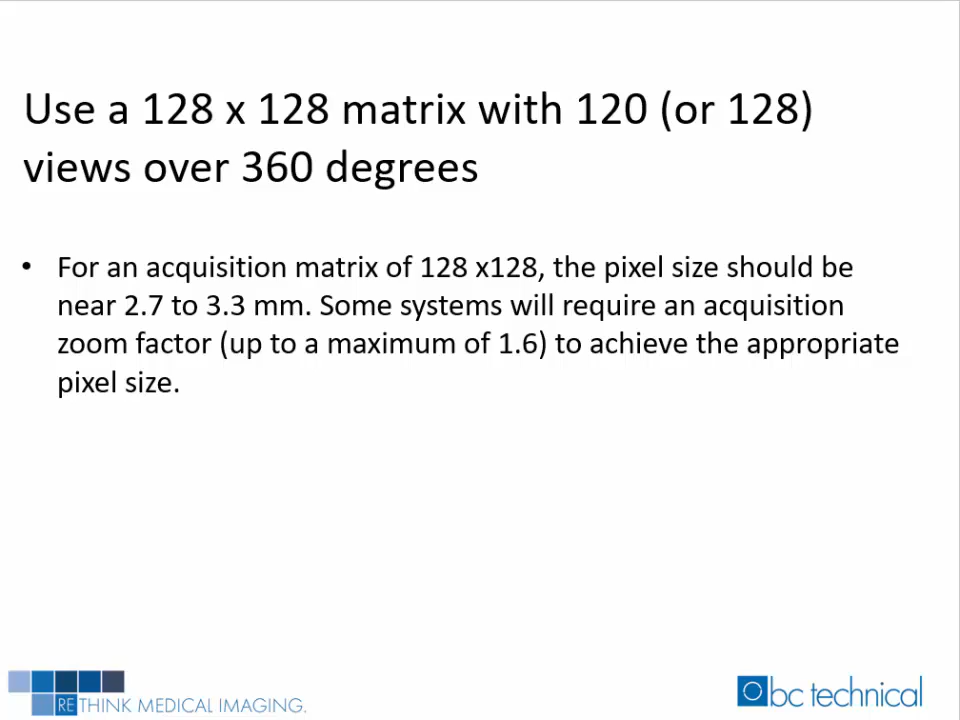 Use a 128 x 128 matrix with 120 (or 128)
views over 360 degrees
• For an acquisition matrix of 128 x128, the pixel size should be
near 2.7 to 3.3 mm. Some systems will require an acquisition
zoom factor (up to a maximum of 1.6) to achieve the appropriate
pixel size.
RETHINK MEDICAL IMAGING.
bc technical